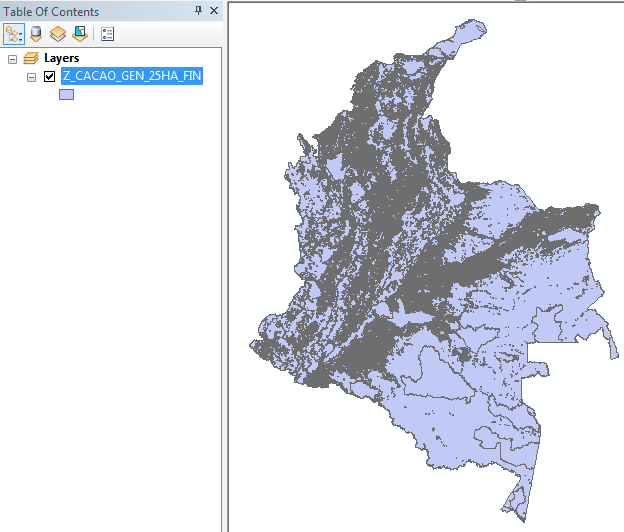 Table Of Contents
Layers
Z_CACAO_GEN_25HA_FIN